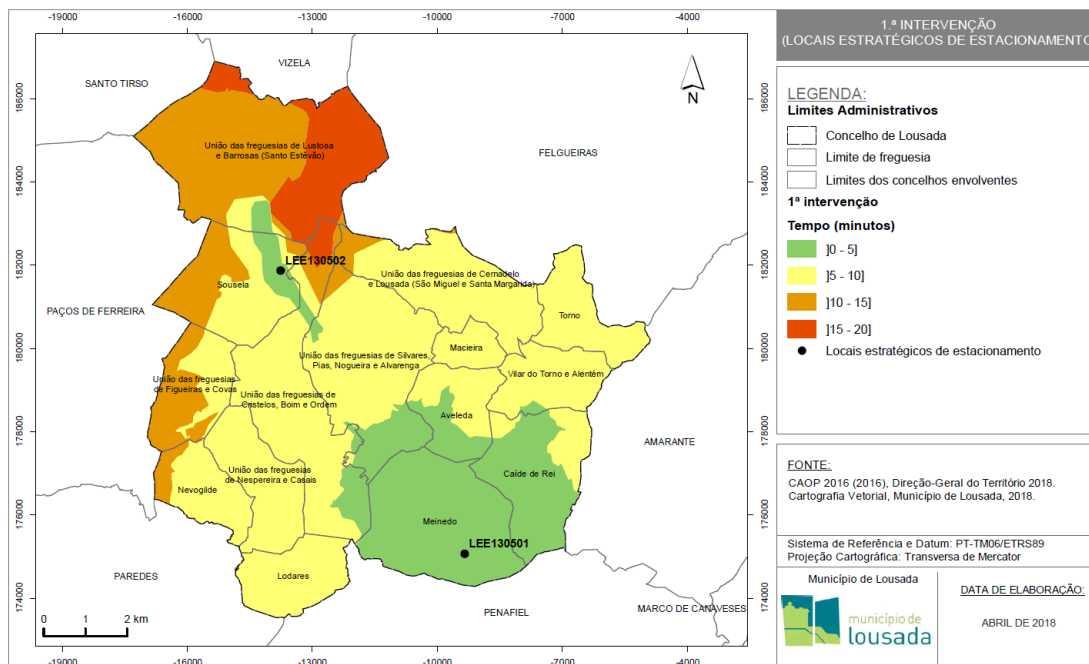 -19000 -16000 -13000 -10000 -7000 -4000
1.ª INTERVENÇÃO
(LOCAIS ESTRATÉGICOS DE ESTACIONAMENTO
VIZELA
SANTO TIRSO
N
FELGUEIRAS
PAÇOS DE FERREIRA
AMARANTE
PAREDES
PENAFIEL
MARCO DE CANAVESES
União das freguesias de Lustosa
e Barrosas (Santo Estêvão)
LEE130502
Sousela
União das freguesias de Cernadelo
e Lousada (São Miguel e Santa Margarida)
Torno
Macieira
União das freguesias de Silvares,
Pias, Nogueira e Alvarenga
Vilar do Torno e Alentém
União das freguesias
de Figueiras e Covas
União das freguesias de
Cristelos, Boim e Ordem
Aveleda
União das freguesias
de Nespereira e Casais
Caíde de Rei
Nevogilde
Meinedo
LEE130501
Lodares
186000
184000
182000
180000
178000
176000
174000
186000
184000
182000
180000
178000
176000
174000
0 1 2 km
-19000 -16000 -13000 -10000 -7000 -4000
LEGENDA:
Limites Administrativos
Concelho de Lousada
Limite de freguesia
Limites dos concelhos envolventes
1ª intervenção
Tempo (minutos)
]0 - 5]
]5 - 10]
]10 - 15]
]15 - 20]
Locais estratégicos de estacionamento
FONTE:
CAOP 2016 (2016), Direção-Geral do Território 2018.
Cartografia Vetorial, Município de Lousada, 2018.
Sistema de Referência e Datum: PT-TM06/ETRS89
Projeção Cartográfica: Transversa de Mercator
Município de Lousada
município de
lousada
DATA DE ELABORAÇÃO:
ABRIL DE 2018